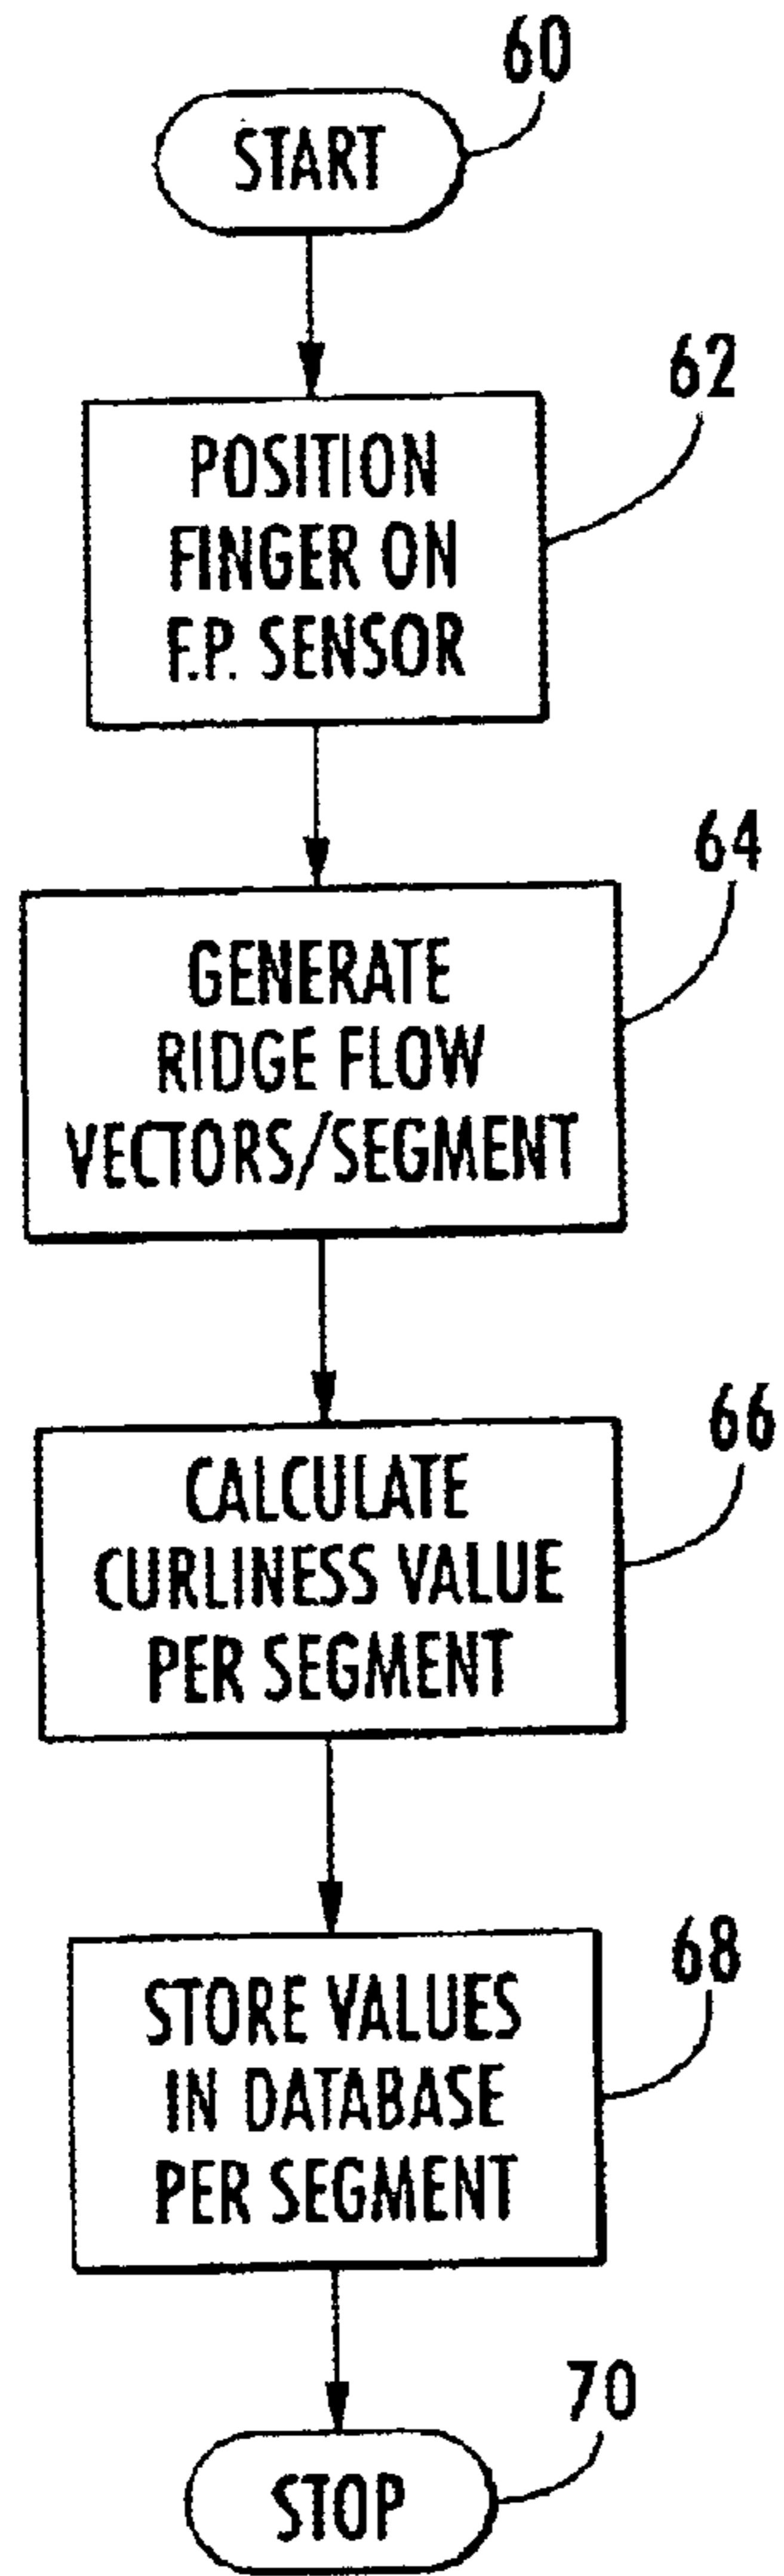 60
START
62
POSITION
FINGER ON
F.P. SENSOR
64
GENERATE
RIDGE FLOW
VECTORS/SEGMENT
66
CALCULATE
CURLINESS VALUE
PER SEGMENT
68
STORE VALUES
IN DATABASE
PER SEGMENT
70
STOP